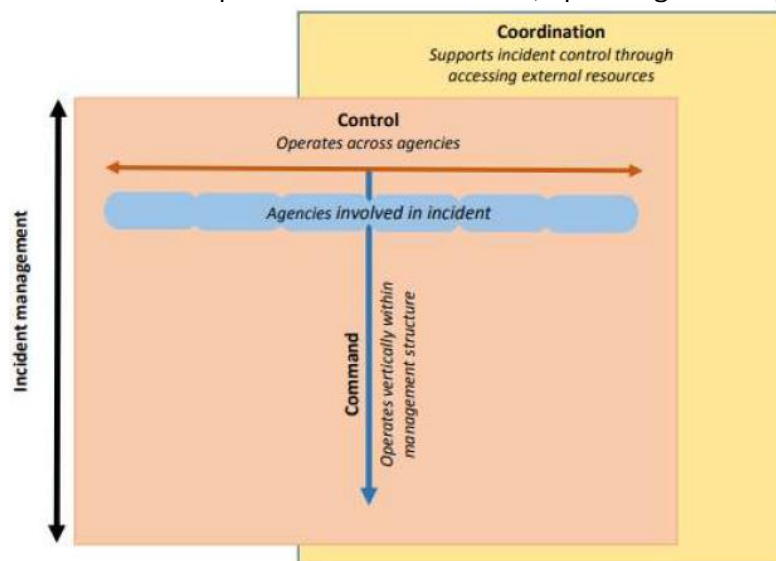 Coordination
Supports incident control through
accessing external resources
Control
Operates across agencies
Agencies involved in incident
Incident management
Command
Operates vertically within
management structure